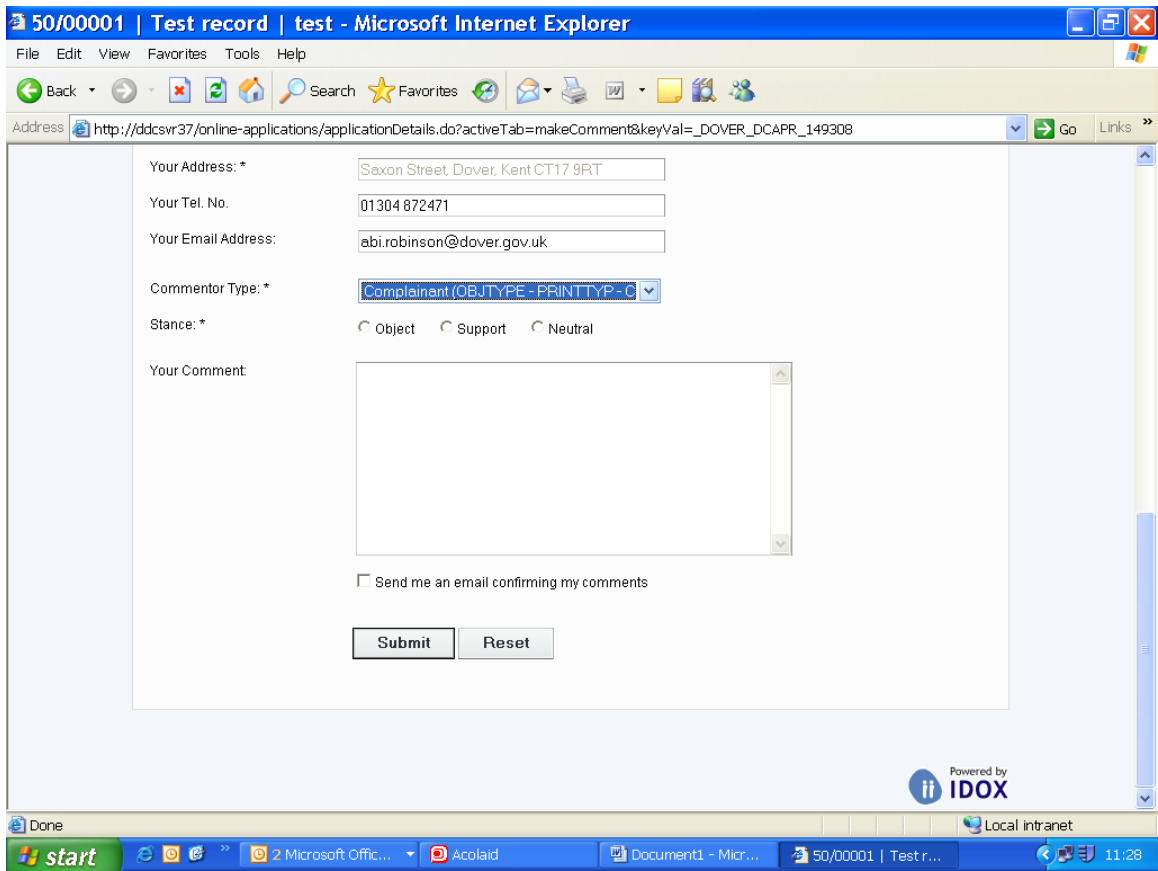 50/00001 | Test record | test - Microsoft Internet Explorer
File Edit View Favorites Tools Help
Back Search Favorites
Address http://ddcsvr37/online-applications/applicationDetails.do?activeTab=makeComment&keyVal=_DOVER_DCAPR_149308 Go Links »
Your Address: * Saxon Street, Dover, Kent CT17 9RT
Your Tel. No. 01304 872471
Your Email Address: abi.robinson@dover.gov.uk
Commentor Type: * Complainant (OBJTYPE - PRINTTYP - C
Stance: * Object Support Neutral
Your Comment:
Send me an email confirming my comments
Submit Reset
Powered by
IDOX
Done Local intranet
start » 2 Microsoft Offic... Acolaid Document1 - Micr... 50/00001 | Test r... 11:28